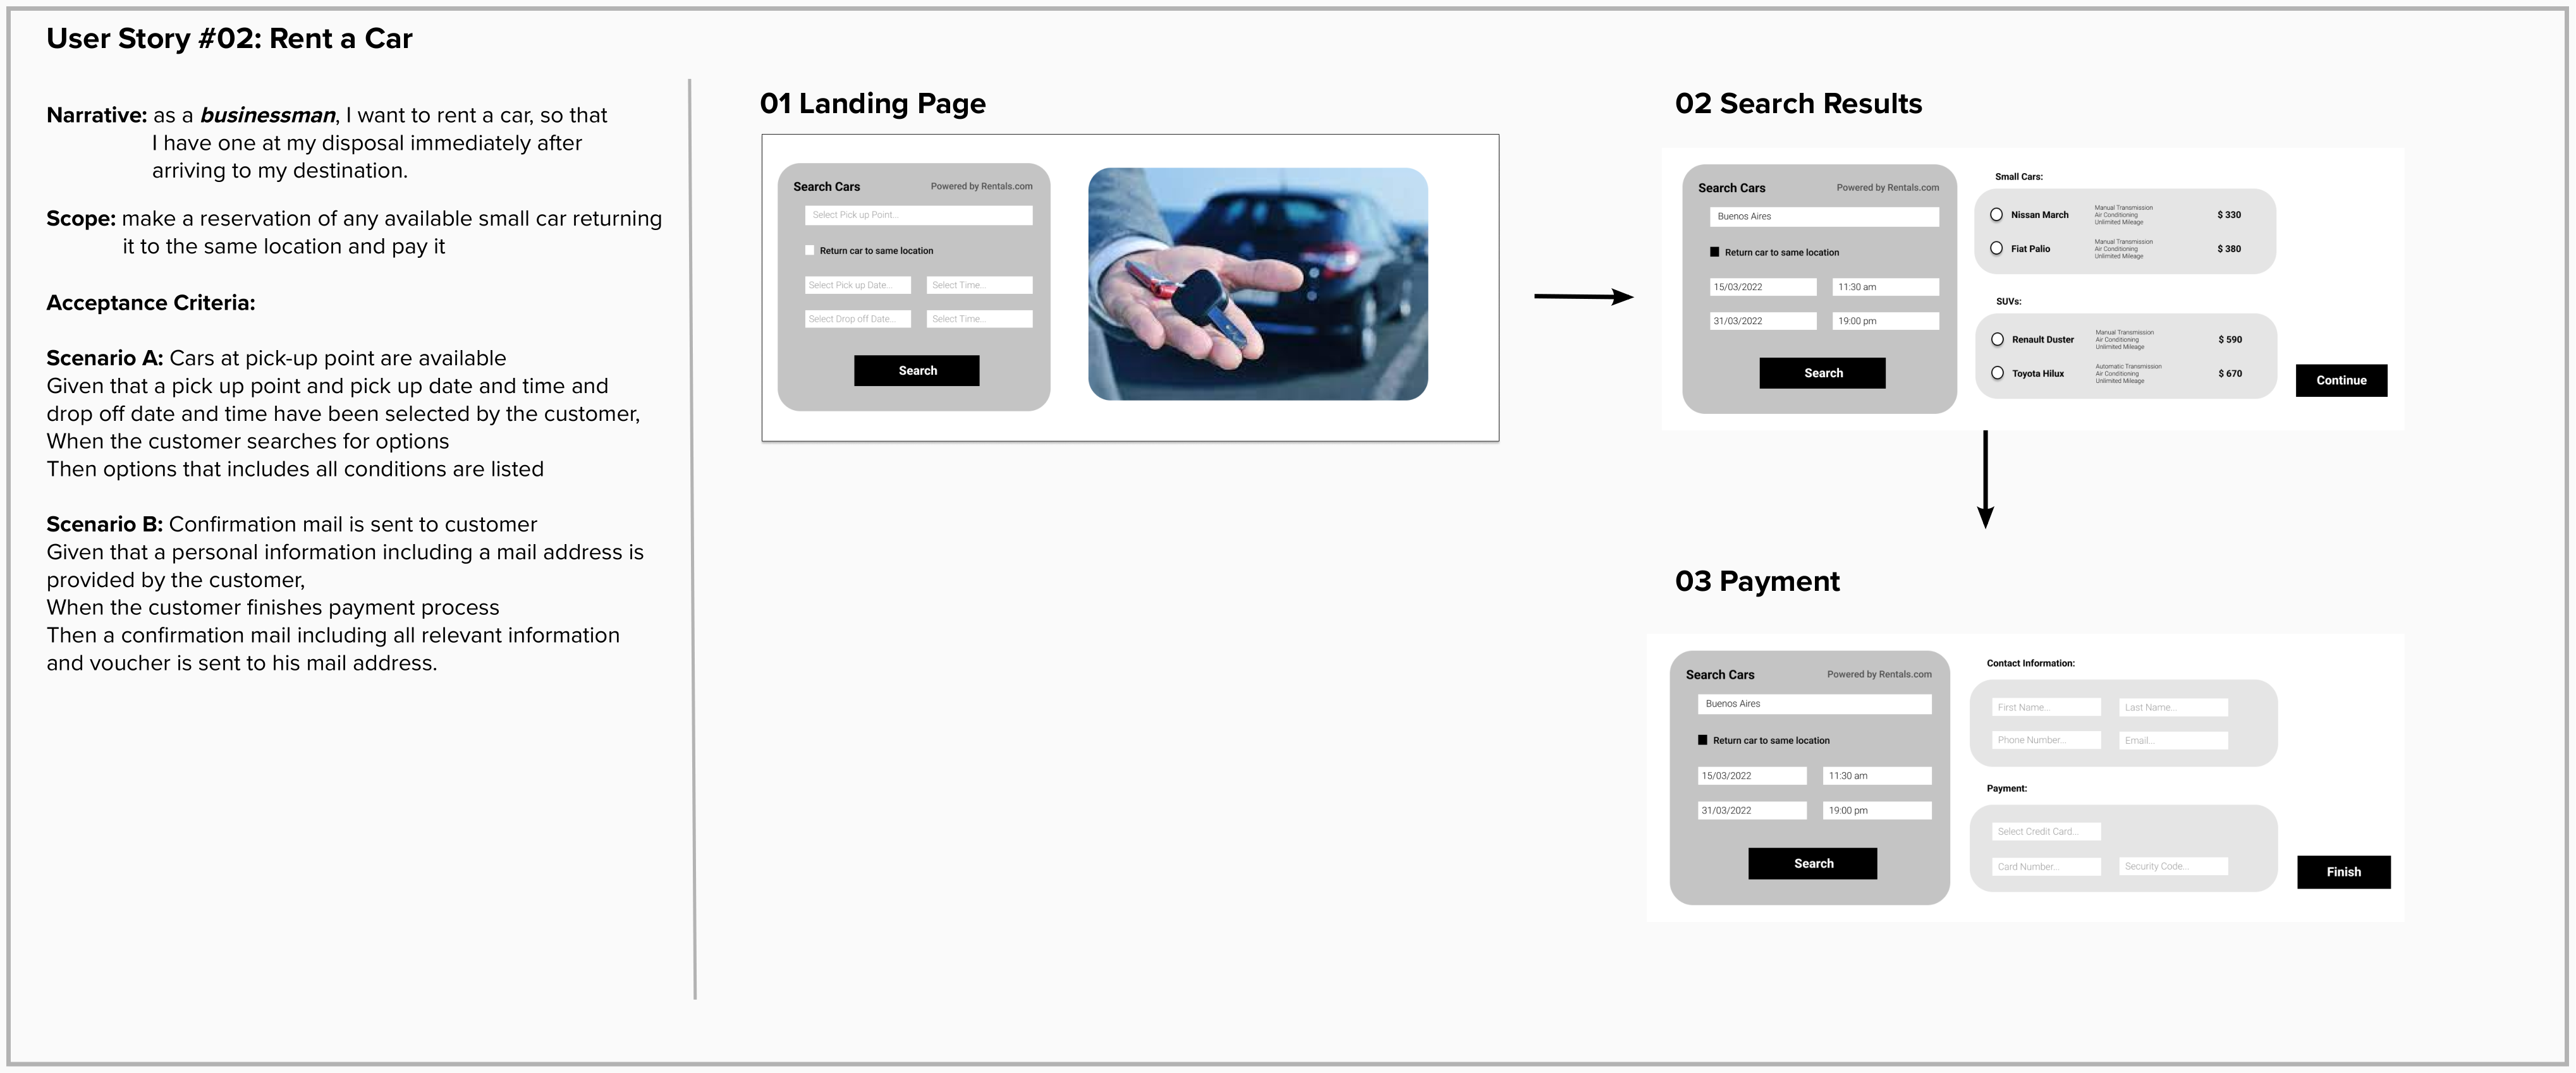 User Story #02: Rent a Car
Narrative: as a businessman, I want to rent a car, so that
I have one at my disposal immediately after
arriving to my destination.
Scope: make a reservation of any available small car returning
it to the same location and pay it
Acceptance Criteria:
Scenario A: Cars at pick-up point are available
Given that a pick up point and pick up date and time and
drop off date and time have been selected by the customer,
When the customer searches for options
Then options that includes all conditions are listed
Scenario B: Confirmation mail is sent to customer
Given that a personal information including a mail address is
provided by the customer,
When the customer finishes payment process
Then a confirmation mail including all relevant information
and voucher is sent to his mail address.
01 Landing Page
Search Cars Powered by Rentals.com
Select Pick up Point...
Return car to same location
Select Pick up Date... Select Time...
Select Drop off Date... Select Time...
Search
02 Search Results
Search Cars Powered by Rentals.com
Buenos Aires
Return car to same location
15/03/2022 11:30 am
31/03/2022 19:00 pm
Search
Small Cars:
Nissan March
Manual Transmission
Air Conditioning
Unlimited Mileage
$ 330
Fiat Palio
Manual Transmission
Air Conditioning
Unlimited Mileage
$ 380
SUVs:
Renault Duster
Manual Transmission
Air Conditioning
Unlimited Mileage
$ 590
Toyota Hilux
Automatic Transmission
Air Conditioning
Unlimited Mileage
$ 670
Continue
03 Payment
Search Cars Powered by Rentals.com
Buenos Aires
Return car to same location
15/03/2022 11:30 am
31/03/2022 19:00 pm
Search
Contact Information:
First Name... Last Name...
Phone Number... Email...
Payment:
Select Credit Card...
Card Number... Security Code...
Finish